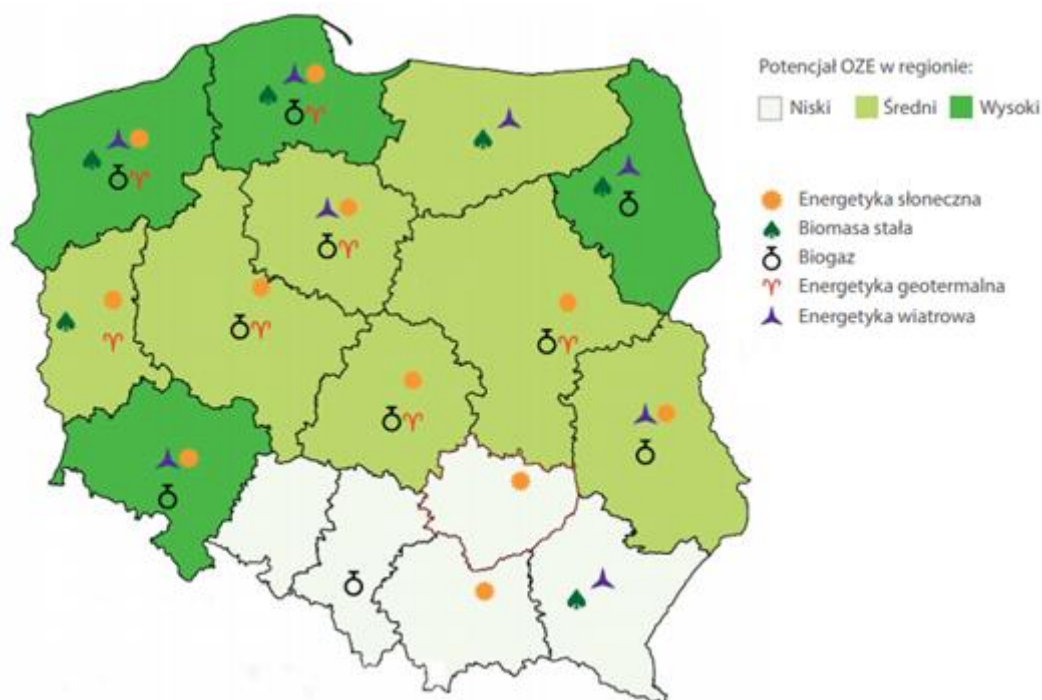 Potencjał OZE w regionie:
Niski Średni Wysoki
Energetyka słoneczna
Biomasa stała
Biogaz
Energetyka geotermalna
Energetyka wiatrowa